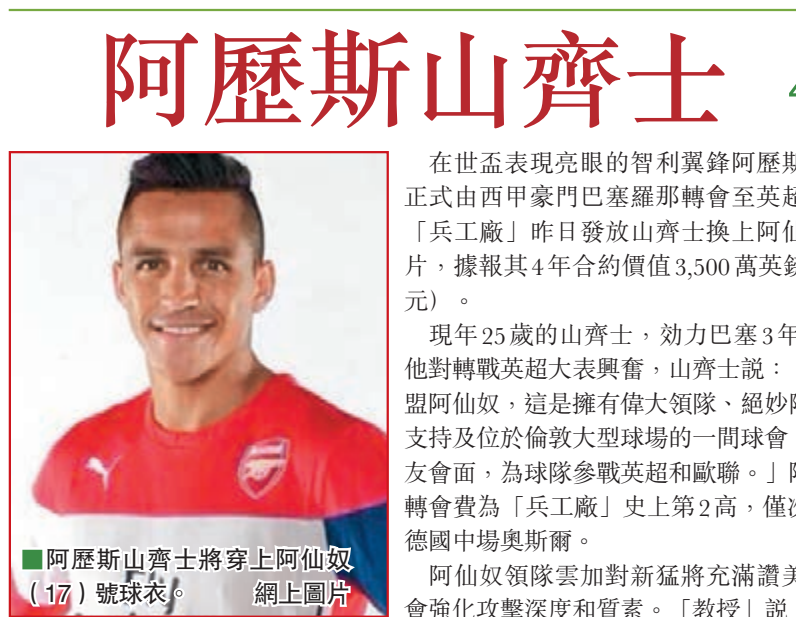 阿歷斯山齊士
在世盃表現亮眼的智利翼鋒阿歷斯
正式由西甲豪門巴塞羅那轉會至英超
「兵工廠」昨日發放山齊士換上阿仙
片，據報其4年合約價值3,500萬英鎊
元）。
現年25歲的山齊士，効力巴塞3年
他對轉戰英超大表興奮，山齊士説：
盟阿仙奴，這是擁有偉大領隊、絕妙
支持及位於倫敦大型球場的一間球會
友會面，為球隊參戰英超和歐聯。」
轉會費為「兵工廠」史上第2高，僅次
德國中場奧斯爾。
阿仙奴領隊雲加對新猛將充滿讚美
會強化攻擊深度和質素。「教授」説
■阿歷斯山齊士將穿上阿仙奴
（17）號球衣。 網上圖片
Arsenal